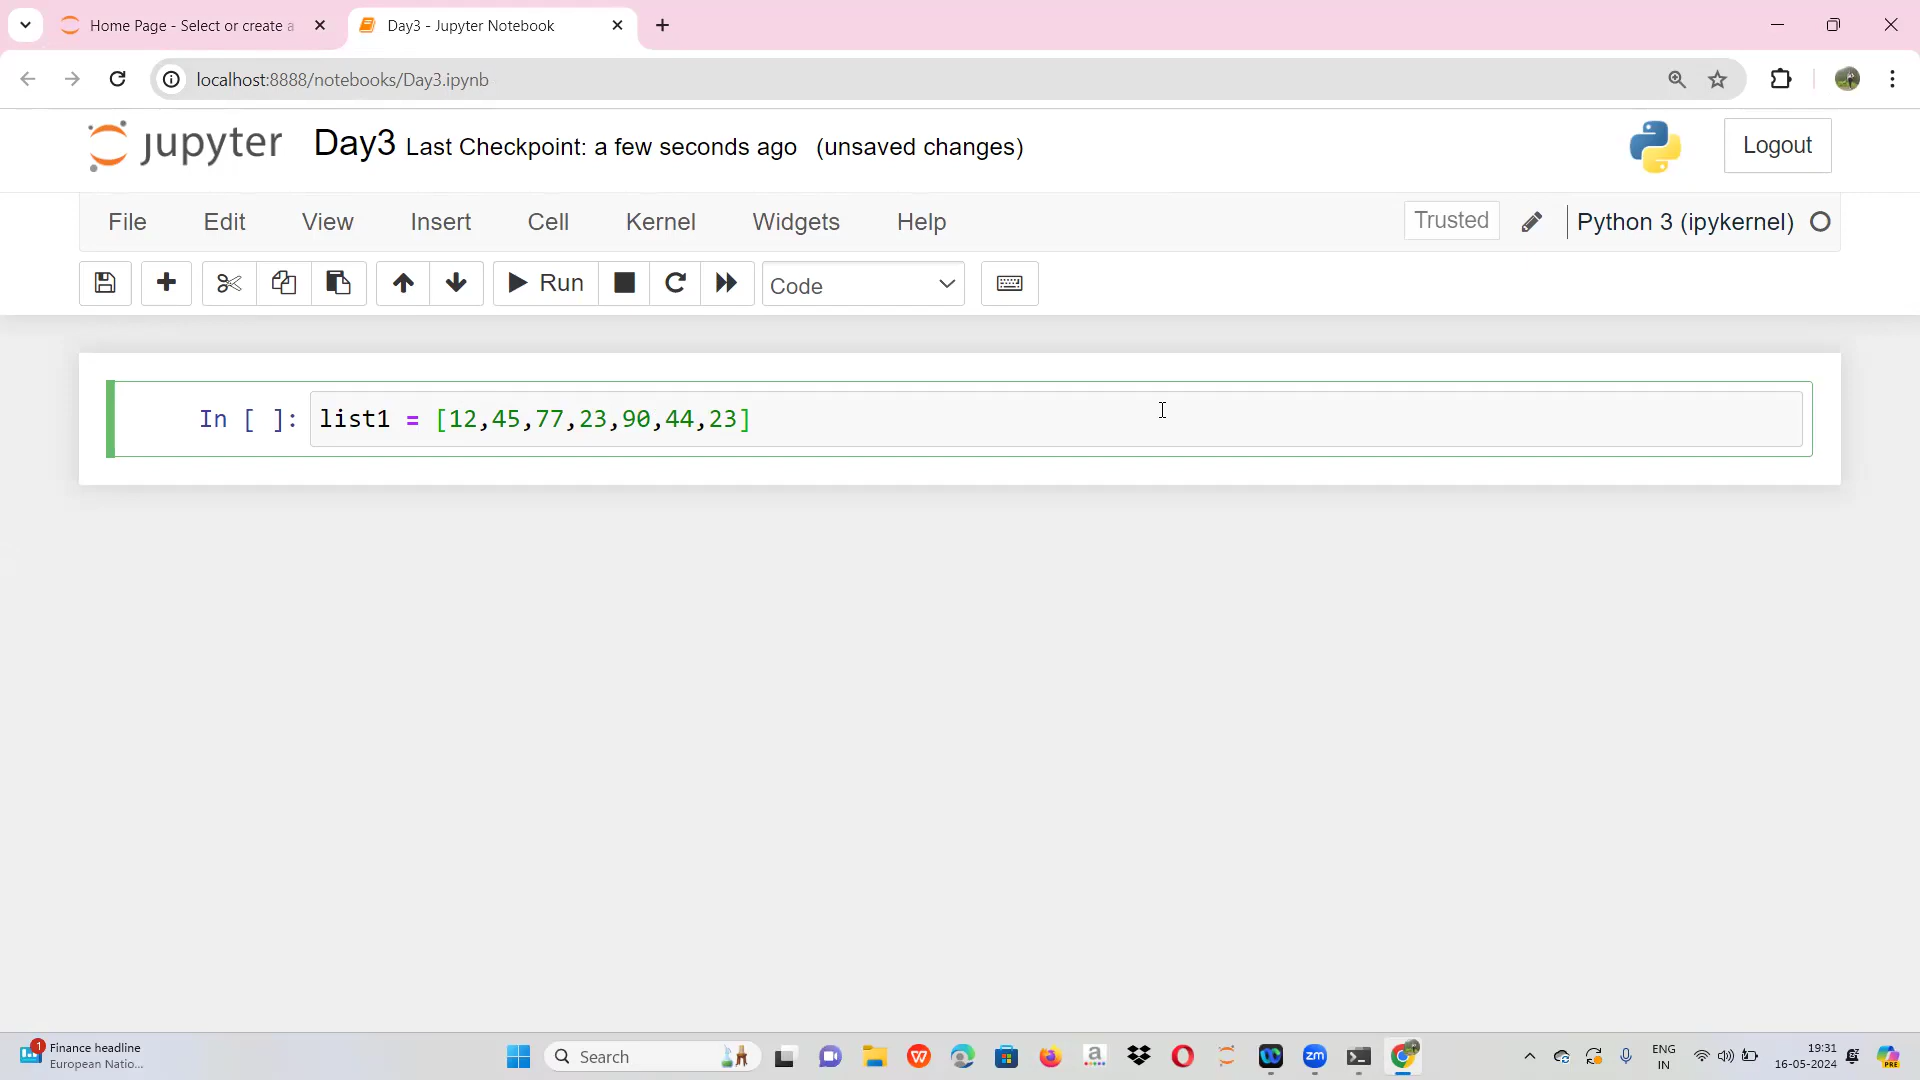 Home Page - Select or create a
Day3 - Jupyter Notebook
localhost:8888/notebooks/Day3.ipynb
jupyter Day3 Last Checkpoint: a few seconds ago (unsaved changes)
Logout
File Edit View Insert Cell Kernel Widgets Help
Trusted
Python 3 (ipykernel)
Run
Code
In [ ]: list1 = [12,45,77,23,90,44,23]
1
Finance headline
European Natio...
Search
W
a
zm
ENG
IN
19:31
16-05-2024
PRE